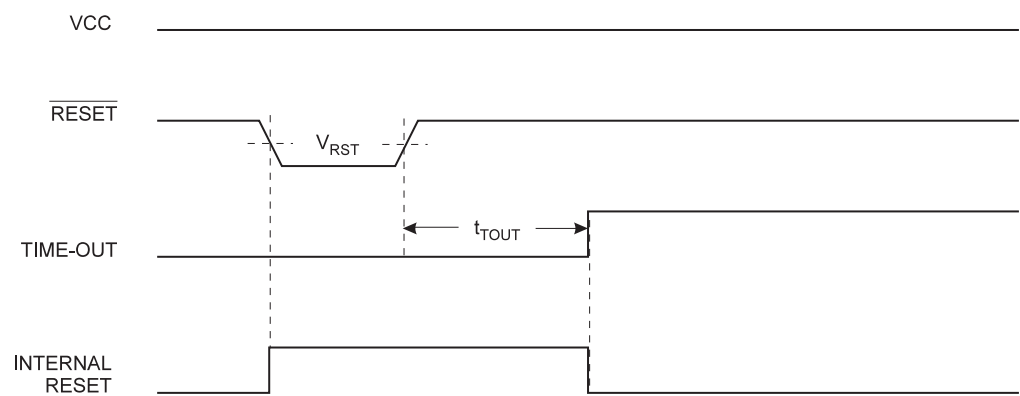 VCC
RESET
VRST
tTOUT
TIME-OUT
INTERNAL
RESET